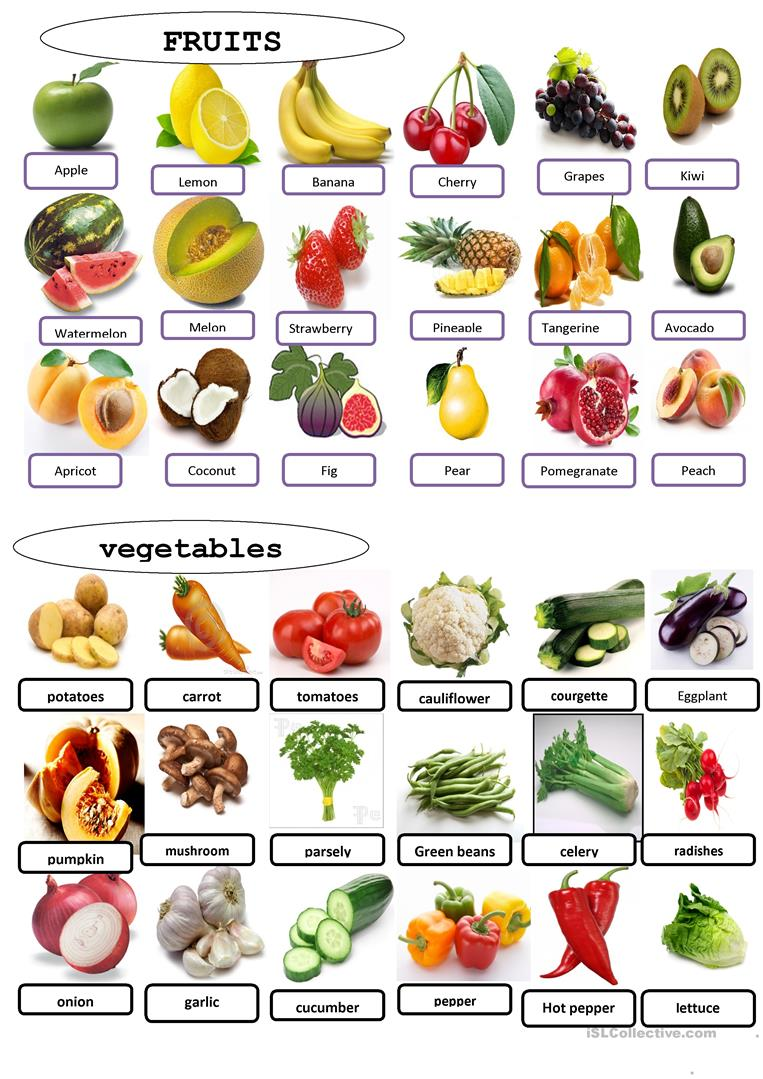 FRUITS
Apple
Lemon
Banana
Cherry
Grapes
Kiwi
Watermelon
Melon
Strawberry
Pineaple
Tangerine
Avocado
Apricot
Coconut
Fig
Pear
Pomegranate
Peach
vegetables
potatoes
carrot
tomatoes
cauliflower
courgette
Eggplant
pumpkin
mushroom
parsely
Green beans
celery
radishes
onion
garlic
cucumber
pepper
Hot pepper
lettuce
iSLCollective.com